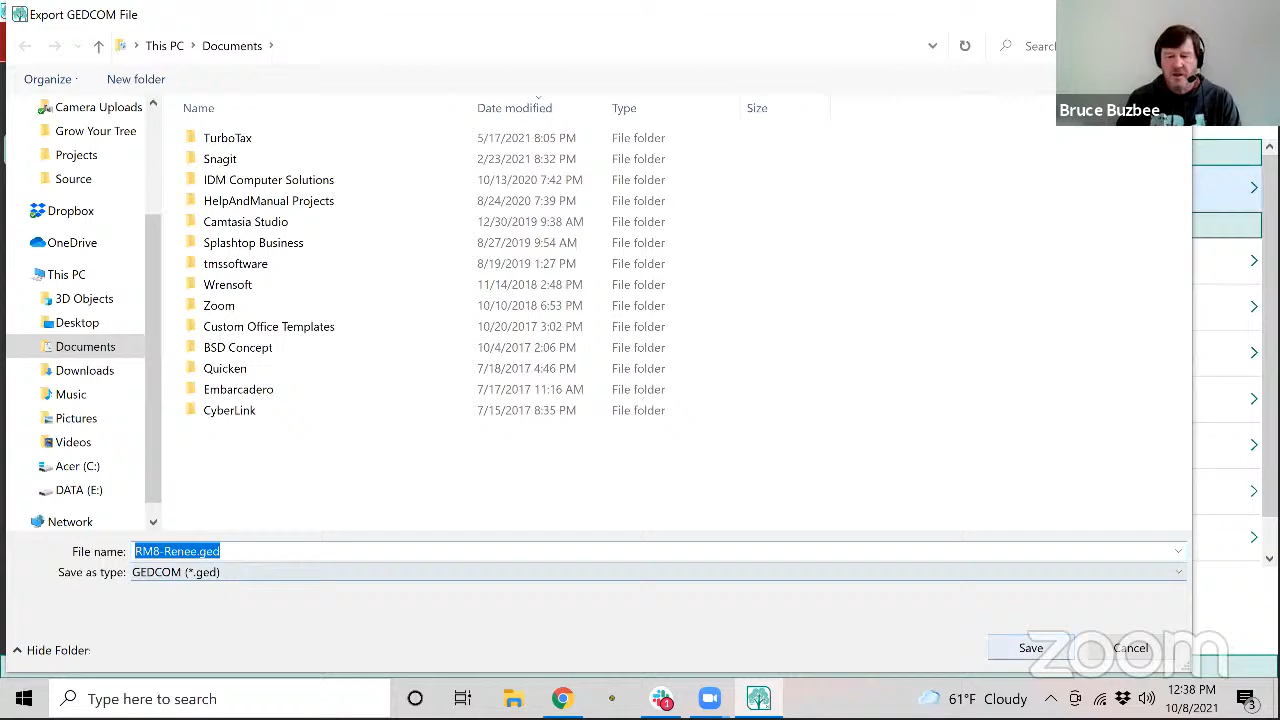 Export GEDCOM File
This PC
Documents
Searc
Organize
New folder
Bruce Buzbee
Camera Uploads
Grow Your Tree
Projects
Source
Dropbox
OneDrive
This PC
3D Objects
Desktop
Documents
Downloads
Music
Pictures
Videos
Acer (C:)
DATA (E:)
Network
Name Date modified Type Size
TurboTax 5/17/2021 8:05 PM File folder
Snagit 2/23/2021 8:32 PM File folder
IDM Computer Solutions 10/13/2020 7:42 PM File folder
HelpAndManual Projects 8/24/2020 7:39 PM File folder
Camtasia Studio 12/30/2019 9:38 AM File folder
Splashtop Business 8/27/2019 9:54 AM File folder
tmssoftware 8/19/2019 1:27 PM File folder
Wrensoft 11/14/2018 2:48 PM File folder
Zoom 10/10/2018 6:53 PM File folder
Custom Office Templates 10/20/2017 3:02 PM File folder
BSD Concept 10/4/2017 2:06 PM File folder
Quicken 7/18/2017 4:46 PM File folder
Embarcadero 7/17/2017 11:16 AM File folder
CyberLink 7/15/2017 8:35 PM File folder
File name: RM8-Renee.ged
Save as type: GEDCOM (*.ged)
Hide Folder:
Save
Cancel
zoom
Type here to search
1
61°F Cloudy
12:38 PM
10/8/2021
3